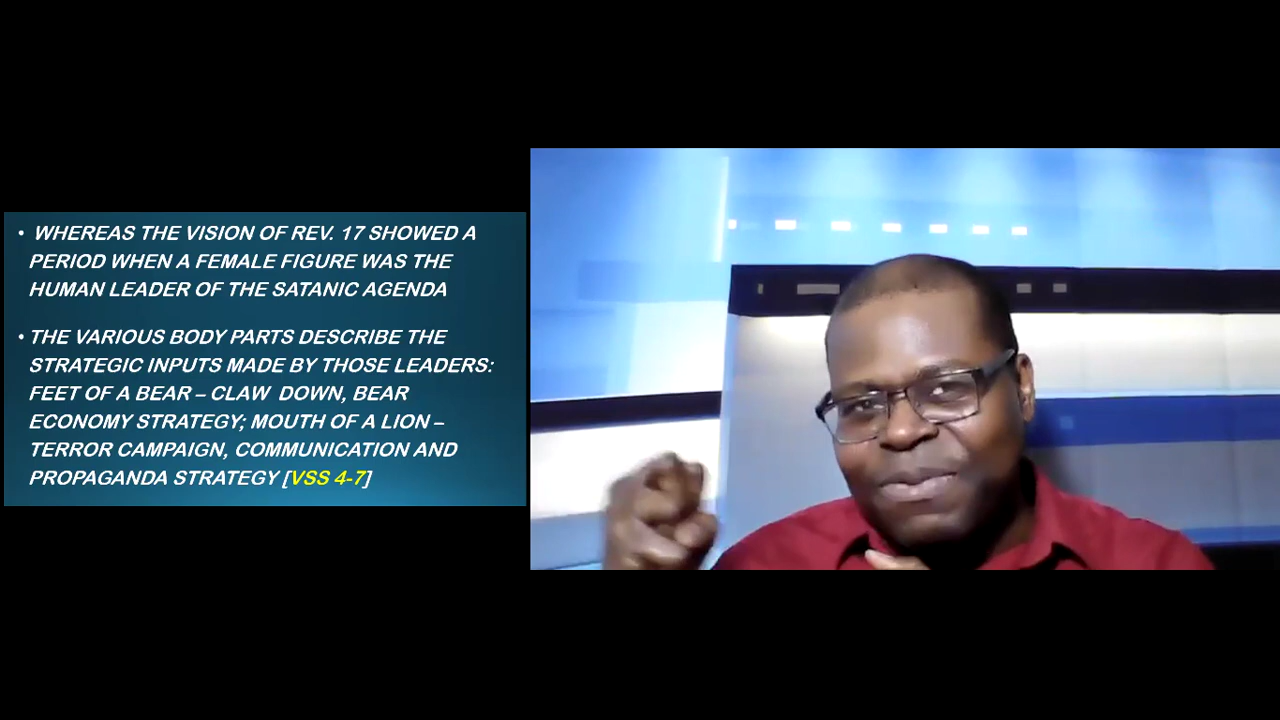 • WHEREAS THE VISION OF REV. 17 SHOWED A
PERIOD WHEN A FEMALE FIGURE WAS THE
HUMAN LEADER OF THE SATANIC AGENDA
• THE VARIOUS BODY PARTS DESCRIBE THE
STRATEGIC INPUTS MADE BY THOSE LEADERS:
FEET OF A BEAR – CLAW DOWN, BEAR
ECONOMY STRATEGY; MOUTH OF A LION –
TERROR CAMPAIGN, COMMUNICATION AND
PROPAGANDA STRATEGY [VSS 4-7]